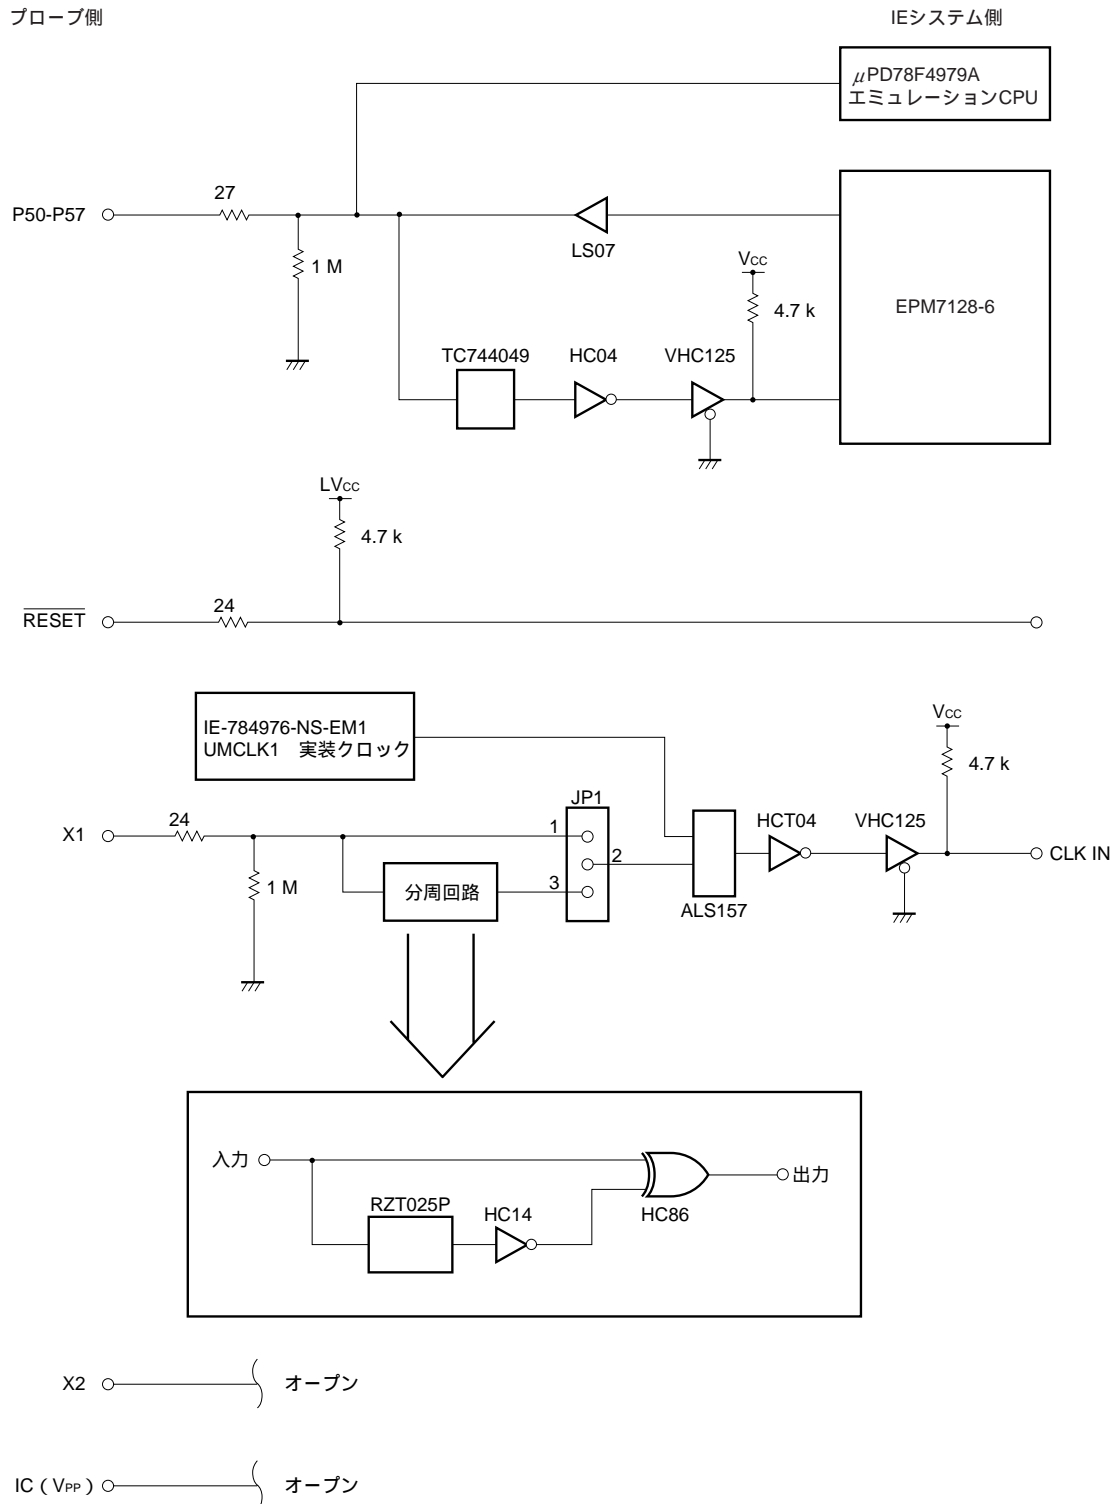 プローブ側
IEシステム側
μPD78F4979A
エミュレーションCPU
27
P50-P57
LS07
1 M
VCC
4.7 k
EPM7128-6
TC744049
HC04
VHC125
LVCC
4.7 k
RESET
24
IE-784976-NS-EM1
UMCLK1 実装クロック
VCC
4.7 k
JP1
X1
24
1
HCT04
VHC125
2
CLK IN
1 M
分周回路
3
ALS157
入力
出力
RZT025P
HC14
HC86
X2
オープン
IC ( VPP )
オープン